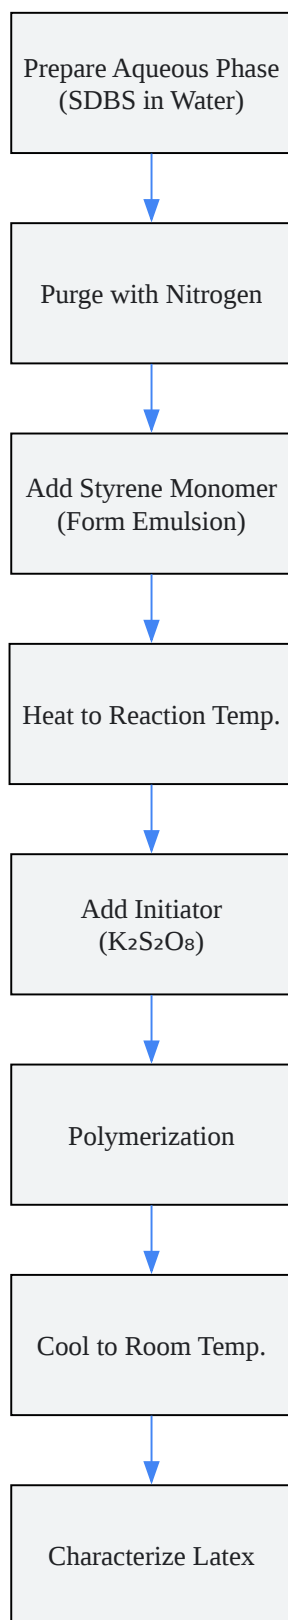 Prepare Aqueous Phase
(SDBS in Water)
Purge with Nitrogen
Add Styrene Monomer
(Form Emulsion)
Heat to Reaction Temp.
Add Initiator
(K₂S₂O₈)
Polymerization
Cool to Room Temp.
Characterize Latex